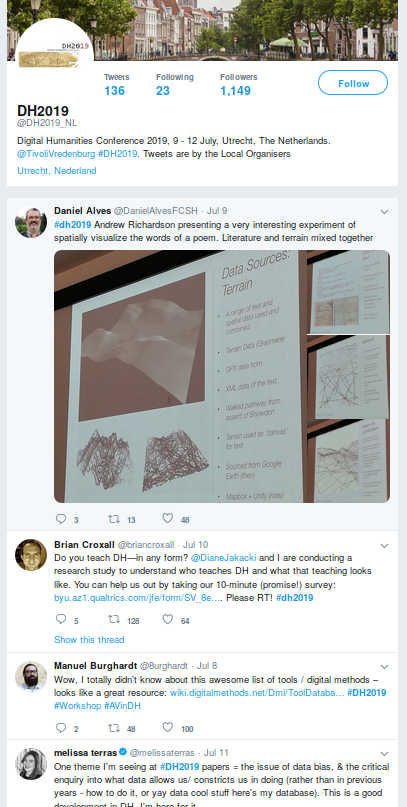 DH2019
Tweets
Following
Followers
136
23
1,149
Follow
DH2019
@DH2019_NL
Digital Humanities Conference 2019, 9 - 12 July, Utrecht, The Netherlands.
@TivoliVredenburg #DH2019. Tweets are by the Local Organisers
Utrecht, Nederland
Daniel Alves @DanielAlvesFCSH · Jul 9
#dh2019 Andrew Richardson presenting a very interesting experiment of
spatially visualize the words of a poem. Literature and terrain mixed together
Data Sources:
Terrain
A range of text and
spatial data used and
combined.
Terrain Data (Grasmere)
GPX data from
XML data of the text,
Walked pathway from
ascent of Snowdon
Terrain used as 'canvas'
for text
Sourced from Google
Earth (then)
Mapbox + Unity (now)
3
13
48
Brian Croxall @briancroxall · Jul 10
Do you teach DH—in any form? @DianeJakacki and I are conducting a
research study to understand who teaches DH and what that teaching looks
like. You can help us out by taking our 10-minute (promise!) survey:
byu.az1.qualtrics.com/jfe/form/SV_8e... Please RT! #dh2019
5
128
64
Show this thread
Manuel Burghardt @8urghardt · Jul 8
Wow, I totally didn't know about this awesome list of tools / digital methods –
looks like a great resource: wiki.digitalmethods.net/Dmi/ToolDataba... #DH2019
#Workshop #AVinDH
2
48
100
melissa terras @melissaterras · Jul 11
One theme I'm seeing at #DH2019 papers = the issue of data bias, & the critical
enquiry into what data allows us/ constricts us in doing (rather than in previous
years - how to do it, or yay data cool stuff here's my database). This is a good
development in DH. I'm here for it